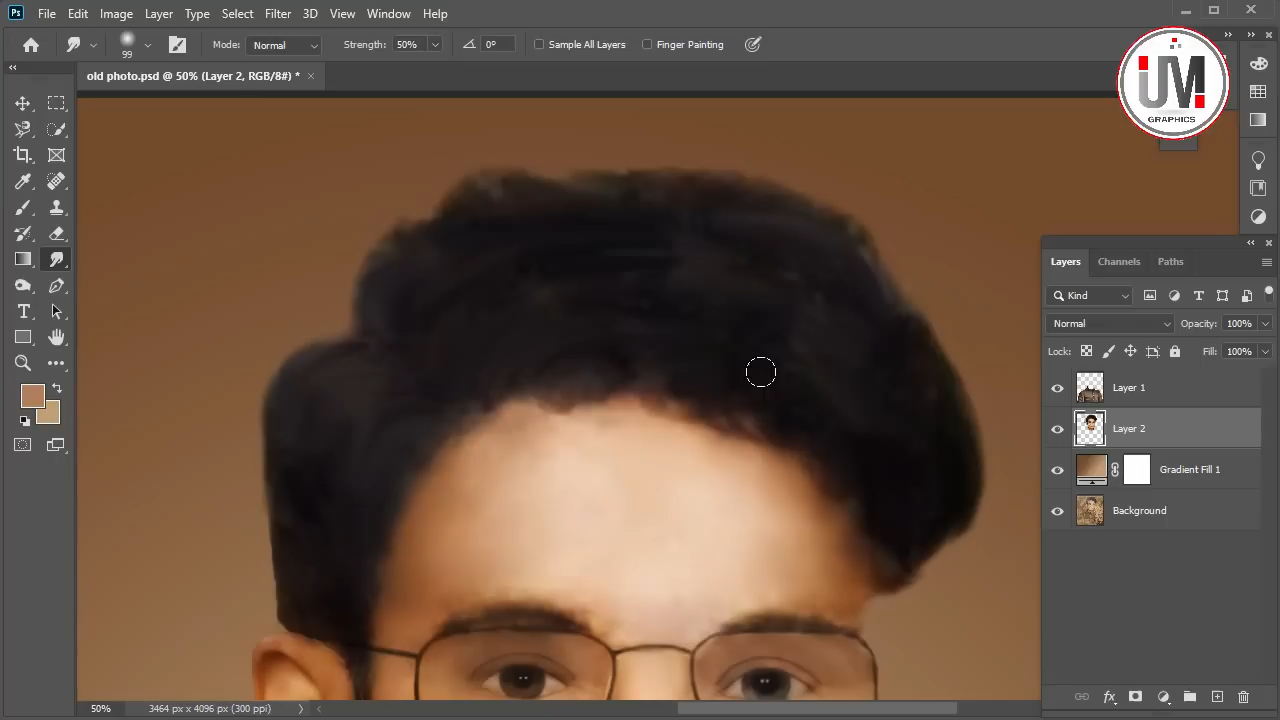 Ps File Edit Image Layer Type Select Filter 3D View Window Help
99 Mode: Normal Strength: 50% 0° Sample All Layers Finger Painting
old photo.psd @ 50% (Layer 2, RGB/8#) * ×
UM
GRAPHICS
Layers Channels Paths
Kind
Normal Opacity: 100%
Lock: Fill: 100%
Layer 1
Layer 2
Gradient Fill 1
Background
50% 3464 px x 4096 px (300 ppi)